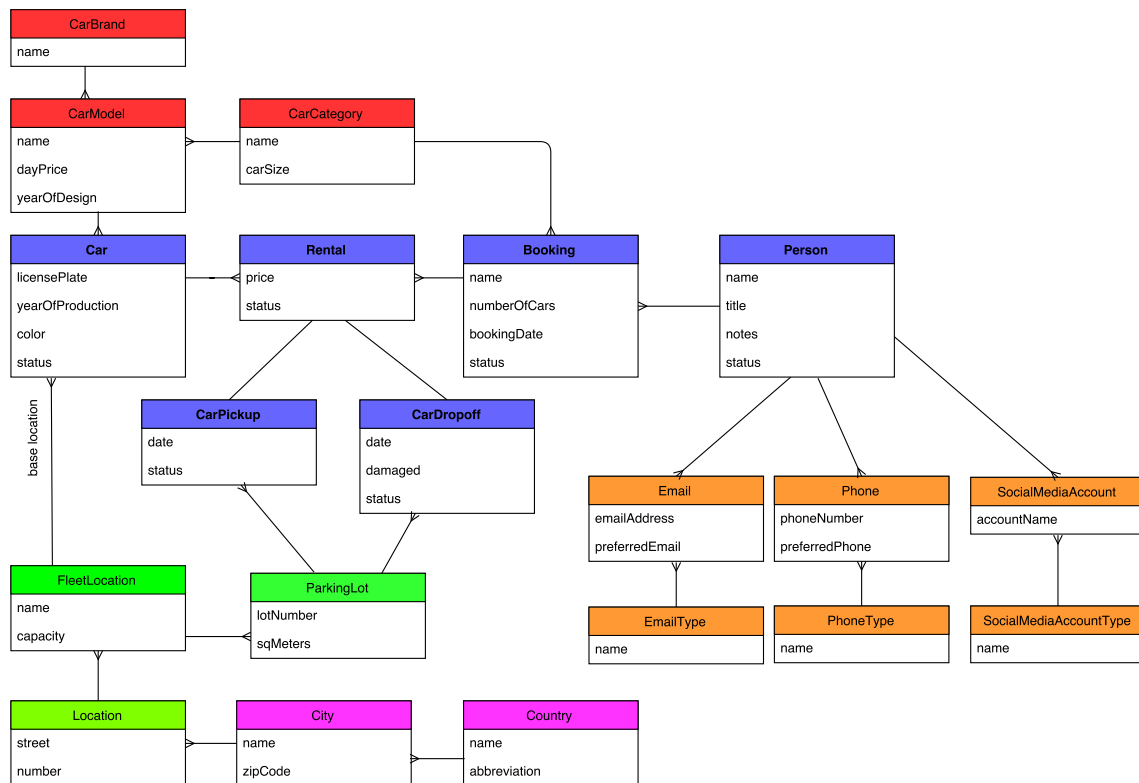 CarBrand
name
CarModel
name
dayPrice
yearOfDesign
CarCategory
name
carSize
Car
licensePlate
yearOfProduction
color
status
Rental
price
status
Booking
name
numberOfCars
bookingDate
status
Person
name
title
notes
status
base location
CarPickup
date
status
CarDropoff
date
damaged
status
Email
emailAddress
preferredEmail
Phone
phoneNumber
preferredPhone
SocialMediaAccount
accountName
FleetLocation
name
capacity
ParkingLot
lotNumber
sqMeters
EmailType
name
PhoneType
name
SocialMediaAccountType
name
Location
street
number
City
name
zipCode
Country
name
abbreviation